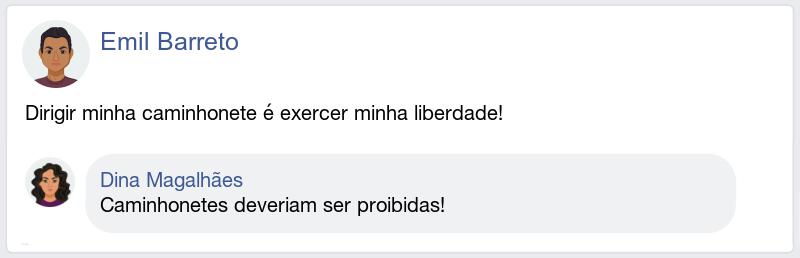 Emil Barreto
Dirigir minha caminhonete é exercer minha liberdade!
Dina Magalhães
Caminhonetes deveriam ser proibidas!